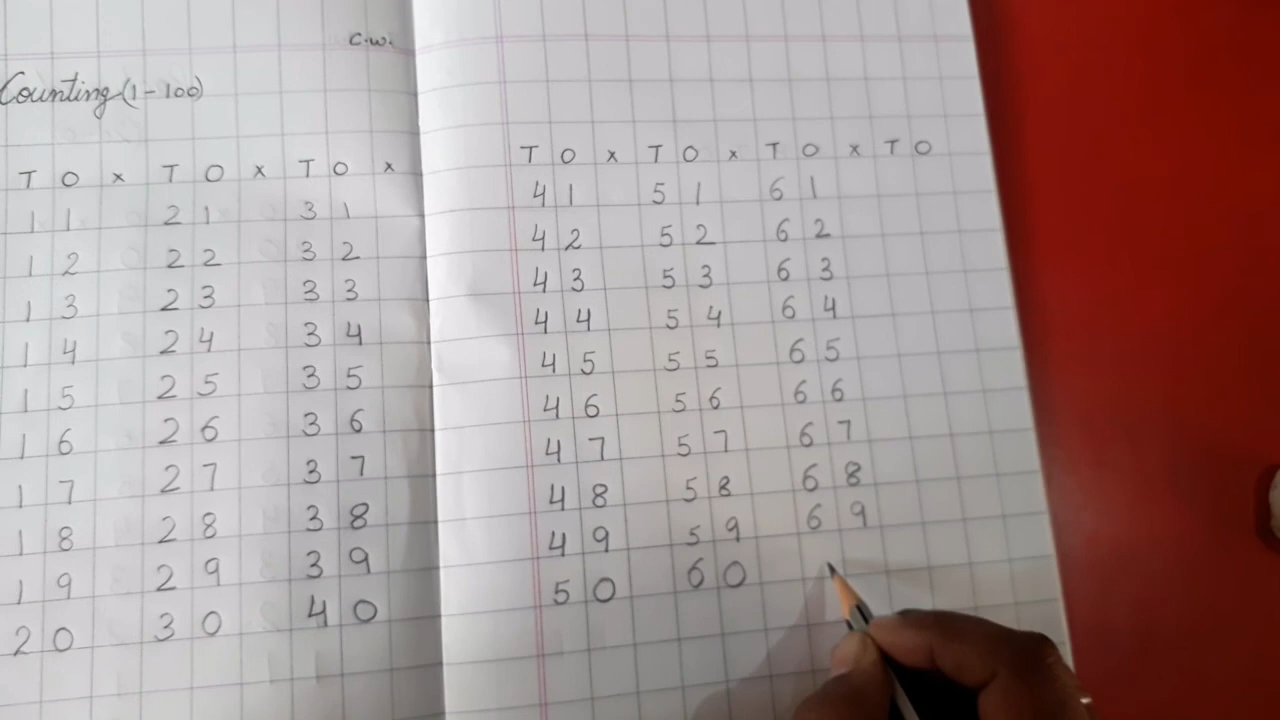 C.W.
Counting (1-100)
T O x T O x T O x
1 1 2 1 3 1
1 2 2 2 3 2
1 3 2 3 3 3
1 4 2 4 3 4
1 5 2 5 3 5
1 6 2 6 3 6
1 7 2 7 3 7
1 8 2 8 3 8
1 9 2 9 3 9
2 0 3 0 4 0
T O x T O x T O x T O
4 1 5 1 6 1
4 2 5 2 6 2
4 3 5 3 6 3
4 4 5 4 6 4
4 5 5 5 6 5
4 6 5 6 6 6
4 7 5 7 6 7
4 8 5 8 6 8
4 9 5 9 6 9
5 0 6 0